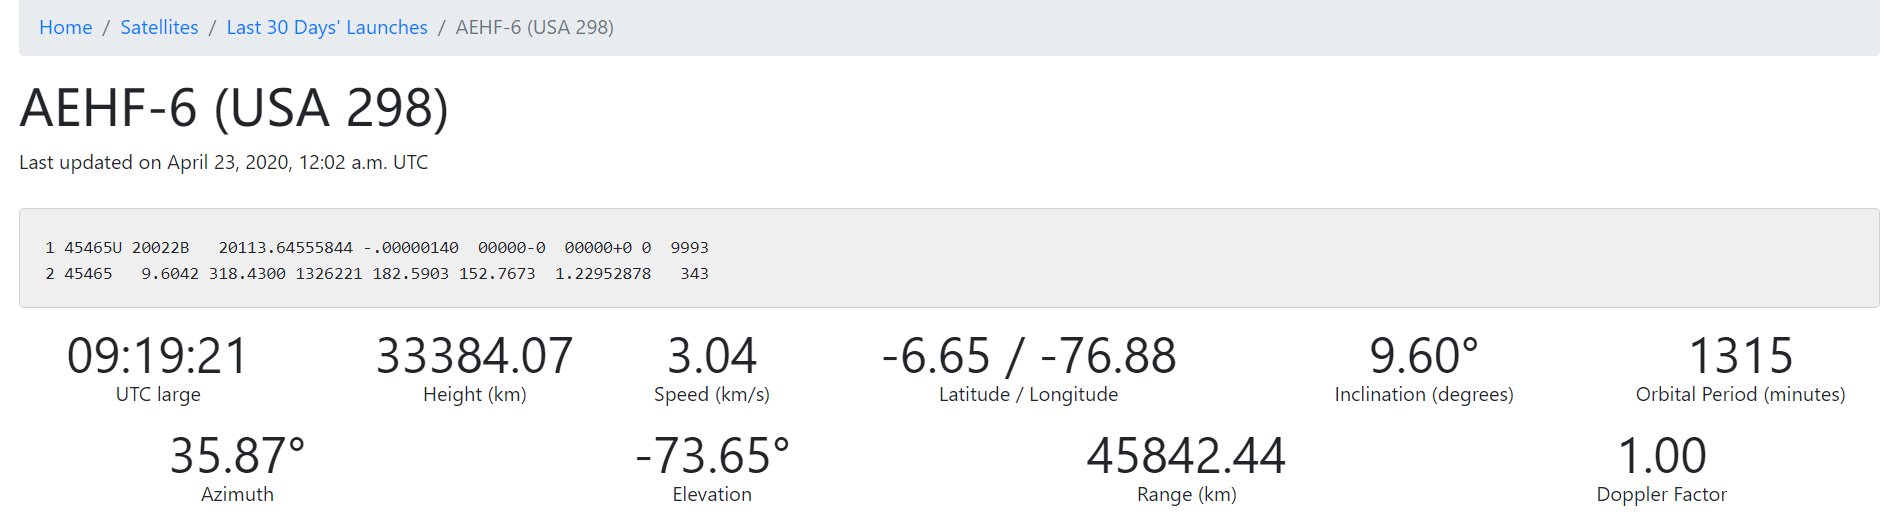 Home / Satellites / Last 30 Days' Launches / AEHF-6 (USA 298)
AEHF-6 (USA 298)
Last updated on April 23, 2020, 12:02 a.m. UTC
1 45465U 20022B   20113.64555844 -.00000140  00000-0  00000+0 0  9993
2 45465   9.6042 318.4300 1326221 182.5903 152.7673  1.22952878   343
09:19:21 33384.07 3.04 -6.65 / -76.88 9.60° 1315
UTC large Height (km) Speed (km/s) Latitude / Longitude Inclination (degrees) Orbital Period (minutes)
35.87° -73.65° 45842.44 1.00
Azimuth Elevation Range (km) Doppler Factor